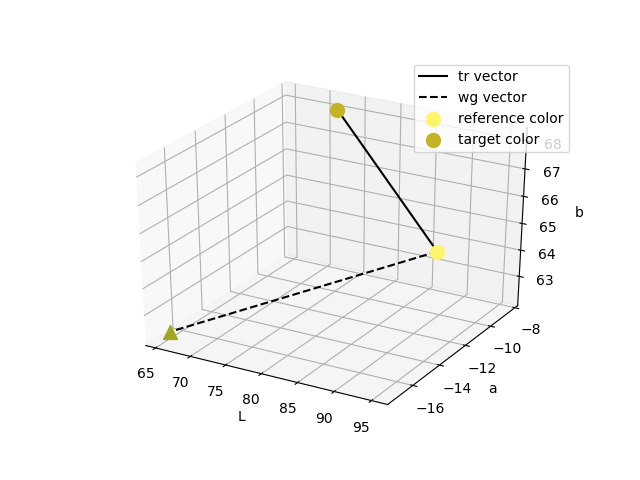 tr vector
wg vector
reference color
target color
68
67
66
65
64
63
b
−8
−10
−12
−14
−16
a
65
70
75
80
85
90
95
L